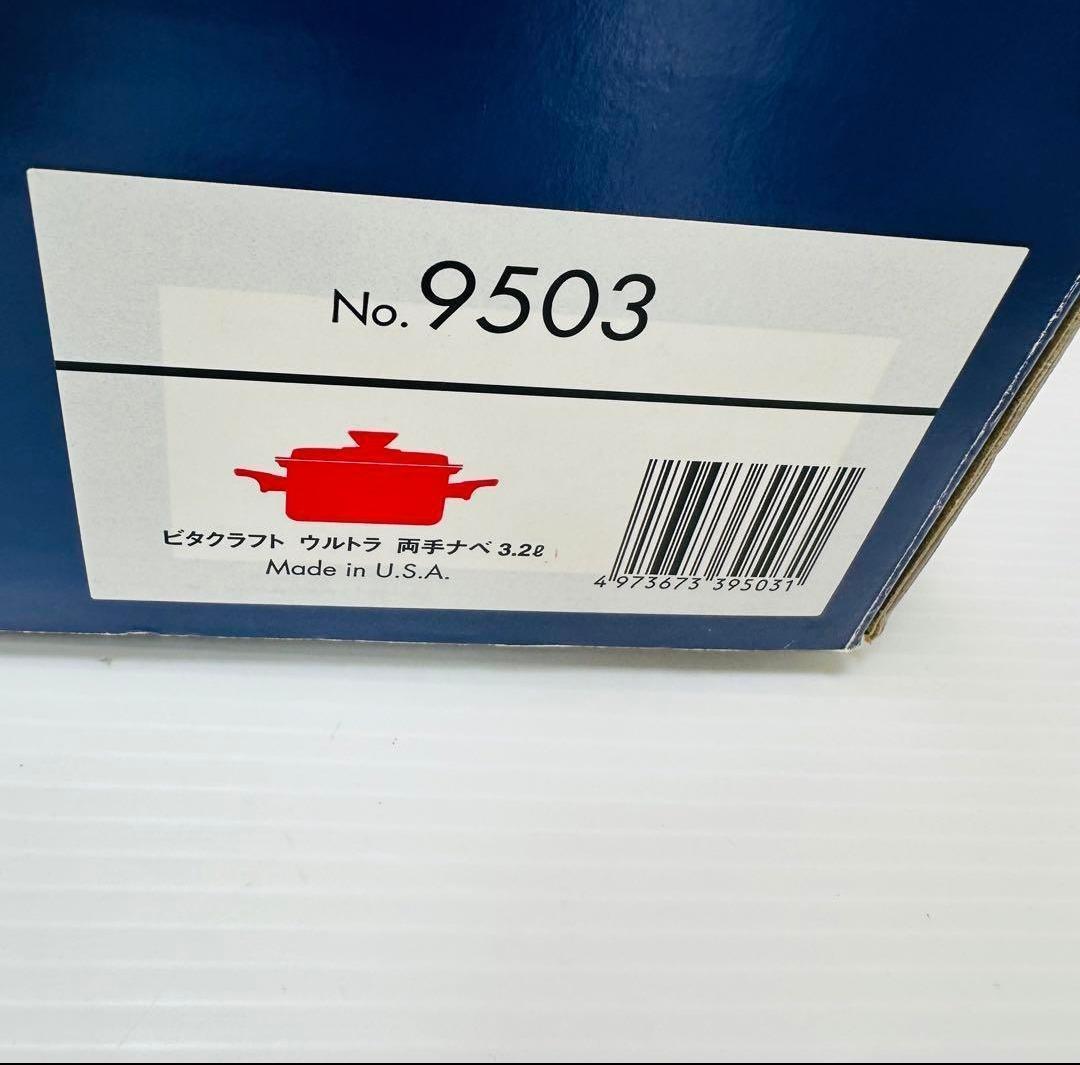 No. 9503
ビタクラフト ウルトラ 両手ナベ 3.2ℓ
Made in U.S.A.
4 973673 395031